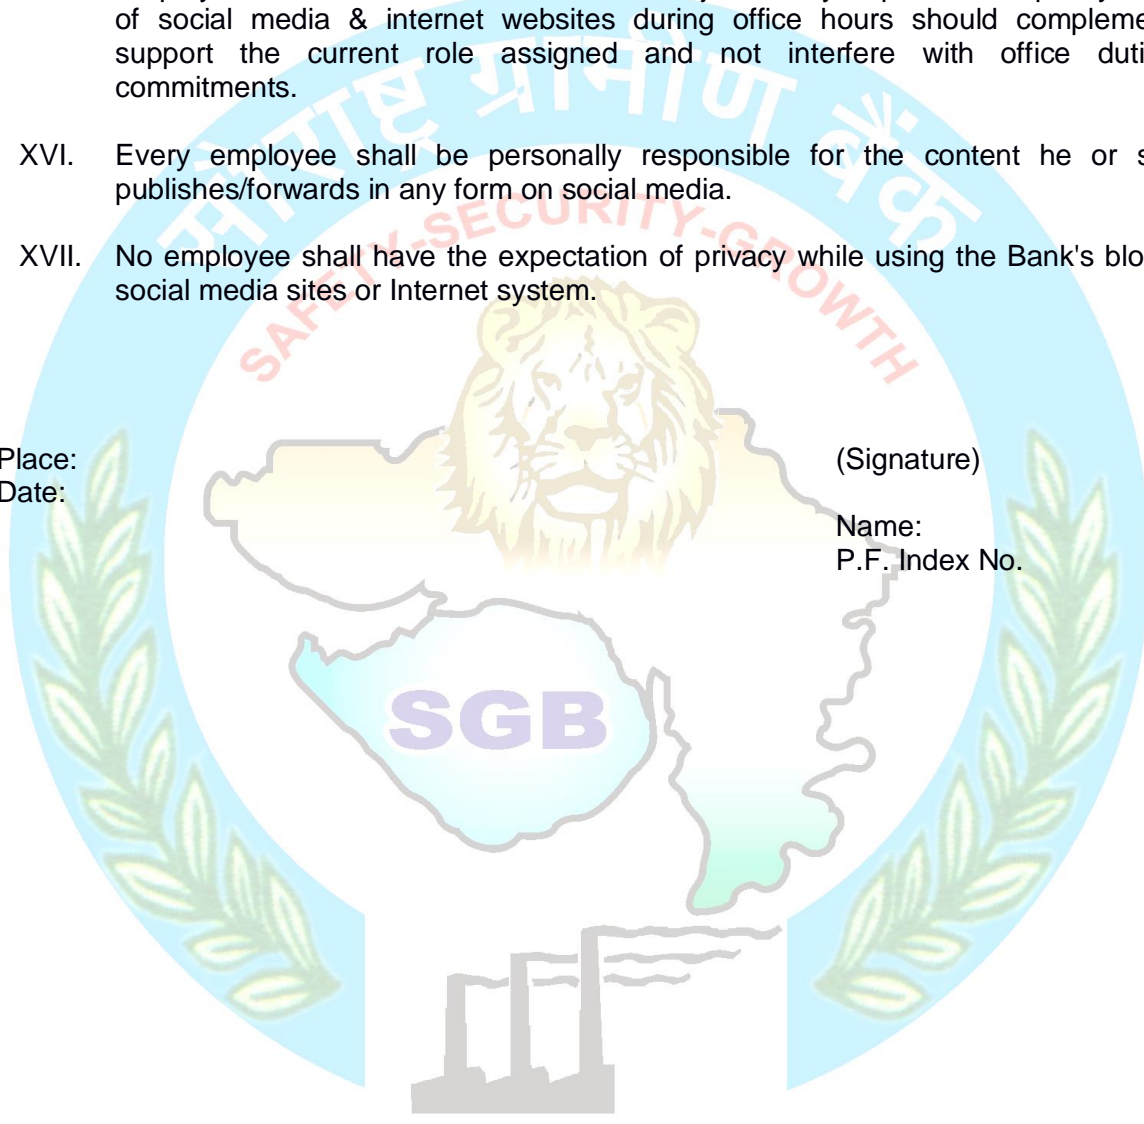 of social media & internet websites during office hours should
support the current role assigned and not interfere with office
commitments.
XVI. Every employee shall be personally responsible for the content he or
publishes/forwards in any form on social media.
XVII. No employee shall have the expectation of privacy while using the Bank's
social media sites or Internet system.
सौराष्ट्र ग्रामीण बैंक
SAFETY-SECURITY-GROWTH
Place:
Date:
(Signature)
Name:
P.F. Index No.
SGB